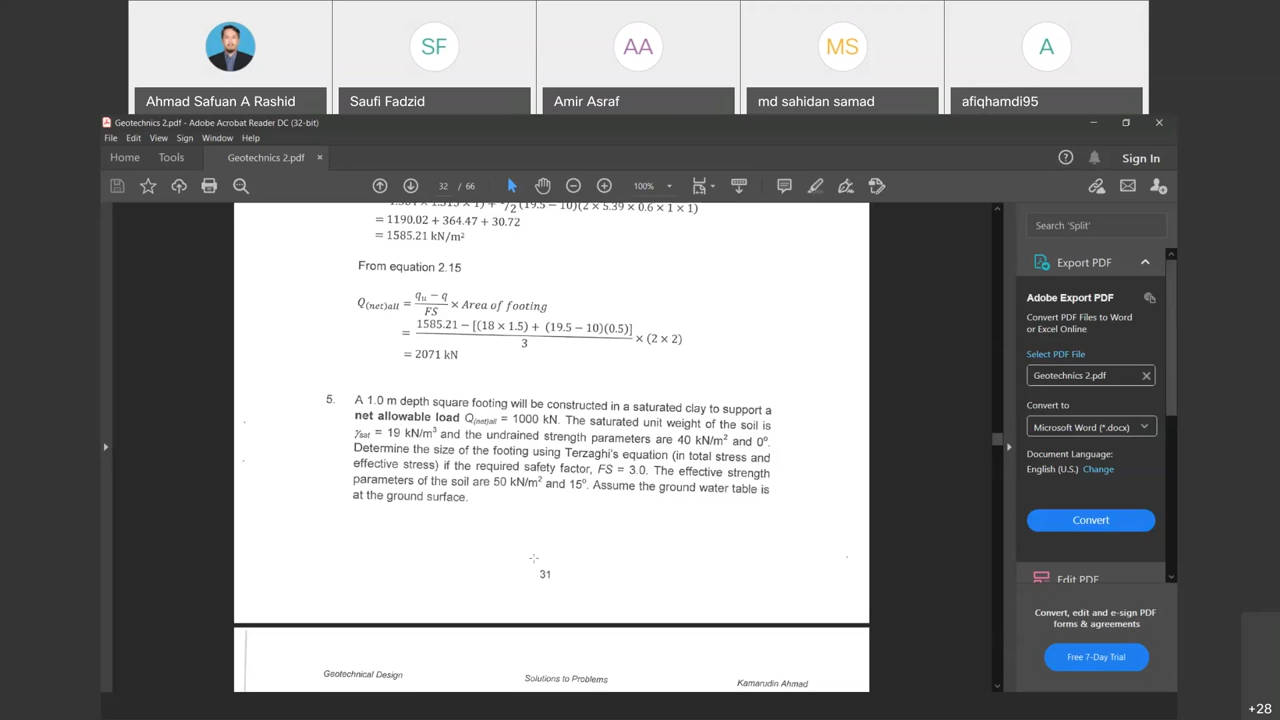 SF
AA
MS
A
Ahmad Safuan A Rashid
Saufi Fadzid
Amir Asraf
md sahidan samad
afiqhamdi95
Geotechnics 2.pdf - Adobe Acrobat Reader DC (32-bit)
File Edit View Sign Window Help
Home Tools Geotechnics 2.pdf ×
Sign In
32 / 66
100%
(19.5 − 10)(2 × 5.39 × 0.6 × 1 × 1)
= 1190.02 + 364.47 + 30.72
= 1585.21 kN/m²
From equation 2.15
Q(net)all = (qu − q)/FS × Area of footing
= 1585.21 − [(18 × 1.5) + (19.5 − 10)(0.5)]/3 × (2 × 2)
= 2071 kN
5. A 1.0 m depth square footing will be constructed in a saturated clay to support a
net allowable load Q(net)all = 1000 kN. The saturated unit weight of the soil is
γsat = 19 kN/m³ and the undrained strength parameters are 40 kN/m² and 0°.
Determine the size of the footing using Terzaghi's equation (in total stress and
effective stress) if the required safety factor, FS = 3.0. The effective strength
parameters of the soil are 50 kN/m² and 15°. Assume the ground water table is
at the ground surface.
31
Geotechnical Design
Solutions to Problems
Kamarudin Ahmad
Search 'Split'
Export PDF
Adobe Export PDF
Convert PDF Files to Word
or Excel Online
Select PDF File
Geotechnics 2.pdf ×
Convert to
Microsoft Word (*.docx)
Document Language:
English (U.S.) Change
Convert
Edit PDF
Convert, edit and e-sign PDF
forms & agreements
Free 7-Day Trial
+28